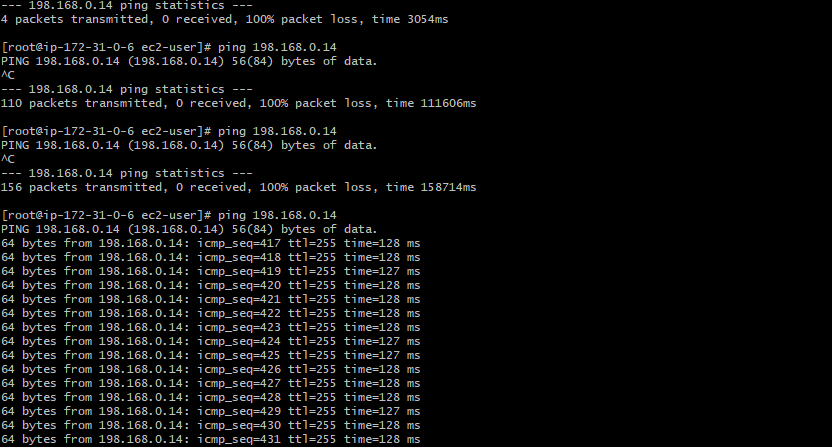 --- 198.168.0.14 ping statistics ---
4 packets transmitted, 0 received, 100% packet loss, time 3054ms
[root@ip-172-31-0-6 ec2-user]# ping 198.168.0.14
PING 198.168.0.14 (198.168.0.14) 56(84) bytes of data.
^C
--- 198.168.0.14 ping statistics ---
110 packets transmitted, 0 received, 100% packet loss, time 111606ms
[root@ip-172-31-0-6 ec2-user]# ping 198.168.0.14
PING 198.168.0.14 (198.168.0.14) 56(84) bytes of data.
^C
--- 198.168.0.14 ping statistics ---
156 packets transmitted, 0 received, 100% packet loss, time 158714ms
[root@ip-172-31-0-6 ec2-user]# ping 198.168.0.14
PING 198.168.0.14 (198.168.0.14) 56(84) bytes of data.
64 bytes from 198.168.0.14: icmp_seq=417 ttl=255 time=128 ms
64 bytes from 198.168.0.14: icmp_seq=418 ttl=255 time=128 ms
64 bytes from 198.168.0.14: icmp_seq=419 ttl=255 time=127 ms
64 bytes from 198.168.0.14: icmp_seq=420 ttl=255 time=128 ms
64 bytes from 198.168.0.14: icmp_seq=421 ttl=255 time=128 ms
64 bytes from 198.168.0.14: icmp_seq=422 ttl=255 time=128 ms
64 bytes from 198.168.0.14: icmp_seq=423 ttl=255 time=128 ms
64 bytes from 198.168.0.14: icmp_seq=424 ttl=255 time=127 ms
64 bytes from 198.168.0.14: icmp_seq=425 ttl=255 time=127 ms
64 bytes from 198.168.0.14: icmp_seq=426 ttl=255 time=128 ms
64 bytes from 198.168.0.14: icmp_seq=427 ttl=255 time=128 ms
64 bytes from 198.168.0.14: icmp_seq=428 ttl=255 time=128 ms
64 bytes from 198.168.0.14: icmp_seq=429 ttl=255 time=127 ms
64 bytes from 198.168.0.14: icmp_seq=430 ttl=255 time=128 ms
64 bytes from 198.168.0.14: icmp_seq=431 ttl=255 time=128 ms